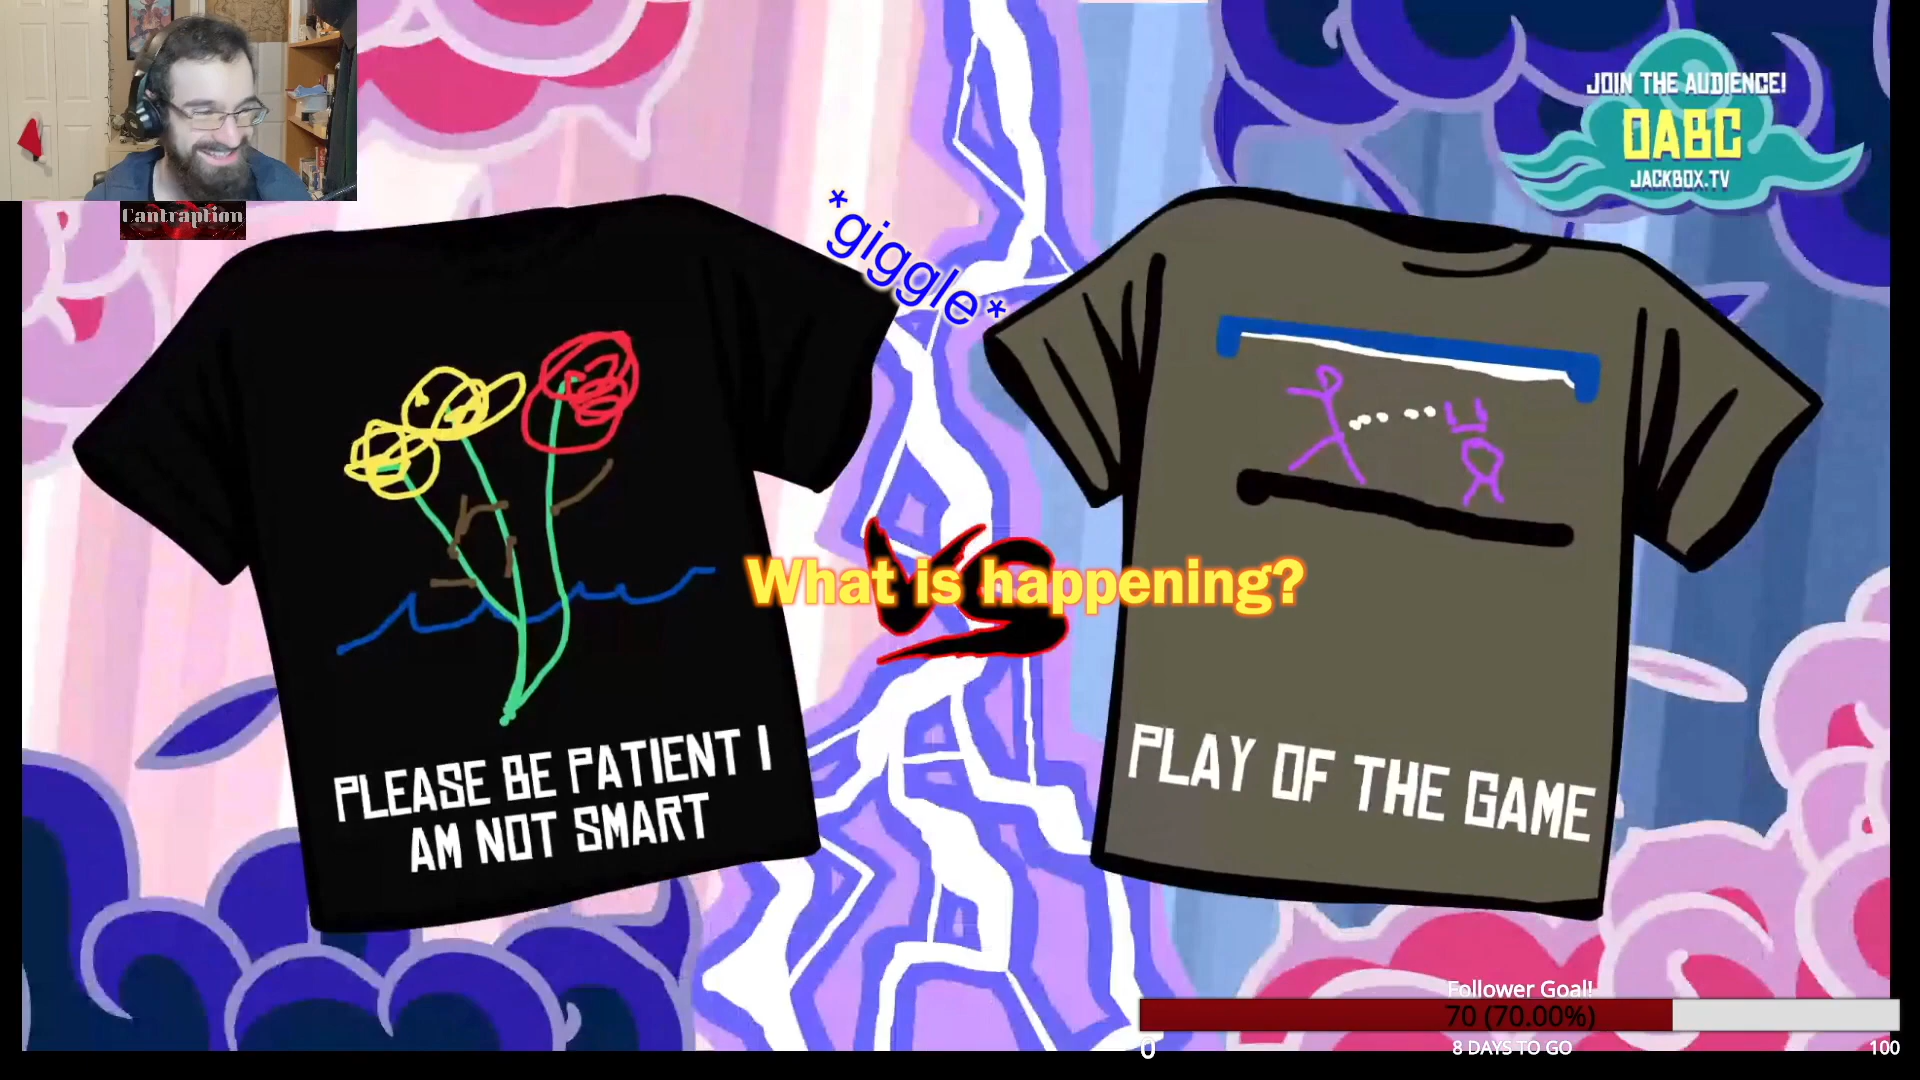 JOIN THE AUDIENCE!
OABC
JACKBOX.TV
Cantraption
*giggle*
VS
What is happening?
PLEASE BE PATIENT I
AM NOT SMART
PLAY OF THE GAME
Follower Goal!
70 (70.00%)
0
8 DAYS TO GO
100